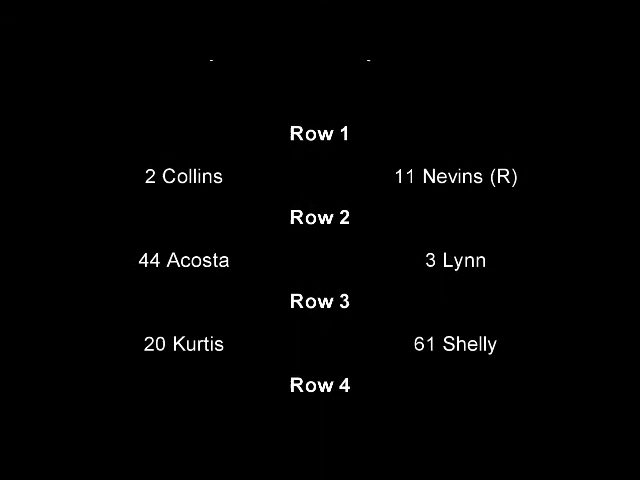 Row 1
2 Collins 11 Nevins (R)
Row 2
44 Acosta 3 Lynn
Row 3
20 Kurtis 61 Shelly
Row 4